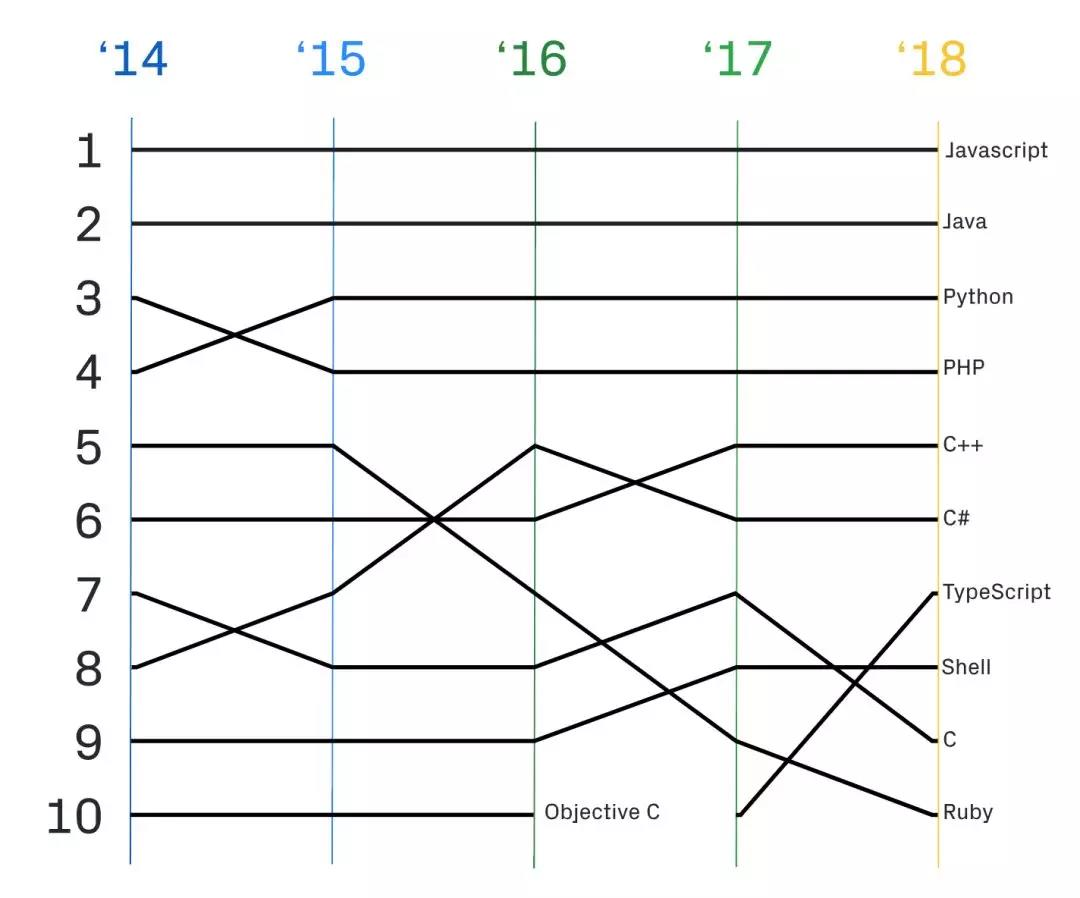 ‘14 ‘15 ‘16 ‘17 ‘18
1 Javascript
2 Java
3 Python
4 PHP
5 C++
6 C#
7 TypeScript
8 Shell
9 C
10 Objective C Ruby